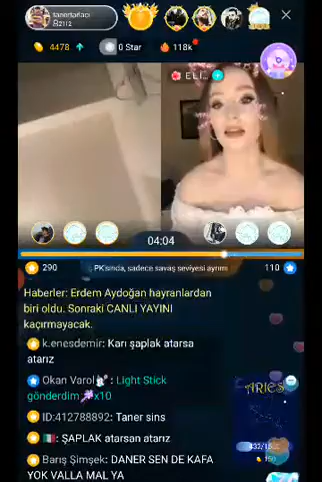 2112
4478
0 Star
118k
ELİ..
04:04
290
PK'sinda, sadece savaş seviyesi ayrımı
110
Haberler: Erdem Aydoğan hayranlardan
biri oldu. Sonraki CANLI YAYINI
kaçırmayacak.
k.enesdemir: Karı şaplak atarsa
atarız
Okan Varol: Light Stick
gönderdim x10
ID:412788892: Taner sins
: ŞAPLAK atarsan atarız
Barış Şimşek: DANER SEN DE KAFA
YOK VALLA MAL YA
ARIES